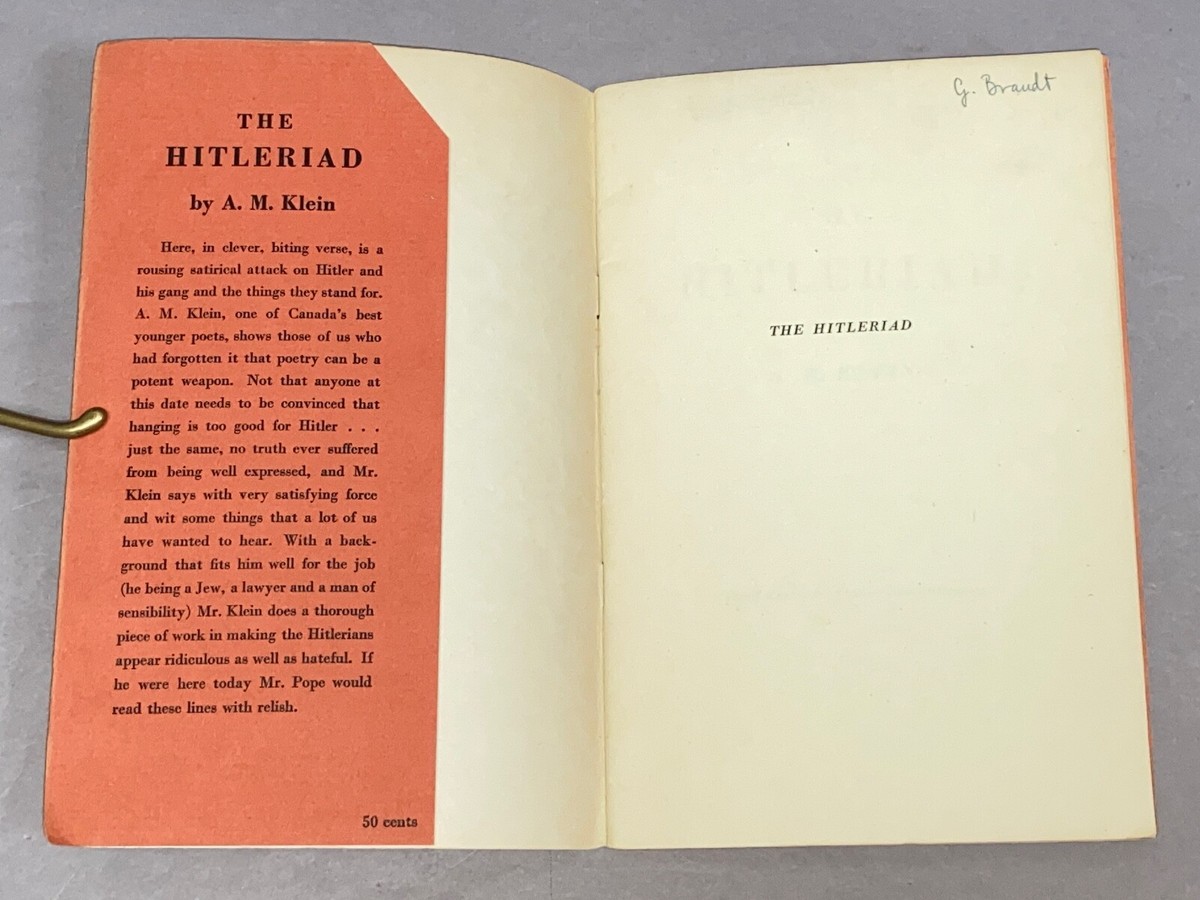 THE
HITLERIAD
by A. M. Klein
Here, in clever, biting verse, is a
rousing satirical attack on Hitler and
his gang and the things they stand for.
A. M. Klein, one of Canada's best
younger poets, shows those of us who
had forgotten it that poetry can be a
potent weapon. Not that anyone at
this date needs to be convinced that
hanging is too good for Hitler . . .
just the same, no truth ever suffered
from being well expressed, and Mr.
Klein says with very satisfying force
and wit some things that a lot of us
have wanted to hear. With a back-
ground that fits him well for the job
(he being a Jew, a lawyer and a man of
sensibility) Mr. Klein does a thorough
piece of work in making the Hitlerians
appear ridiculous as well as hateful. If
he were here today Mr. Pope would
read these lines with relish.
50 cents
G. Brandt
THE HITLERIAD